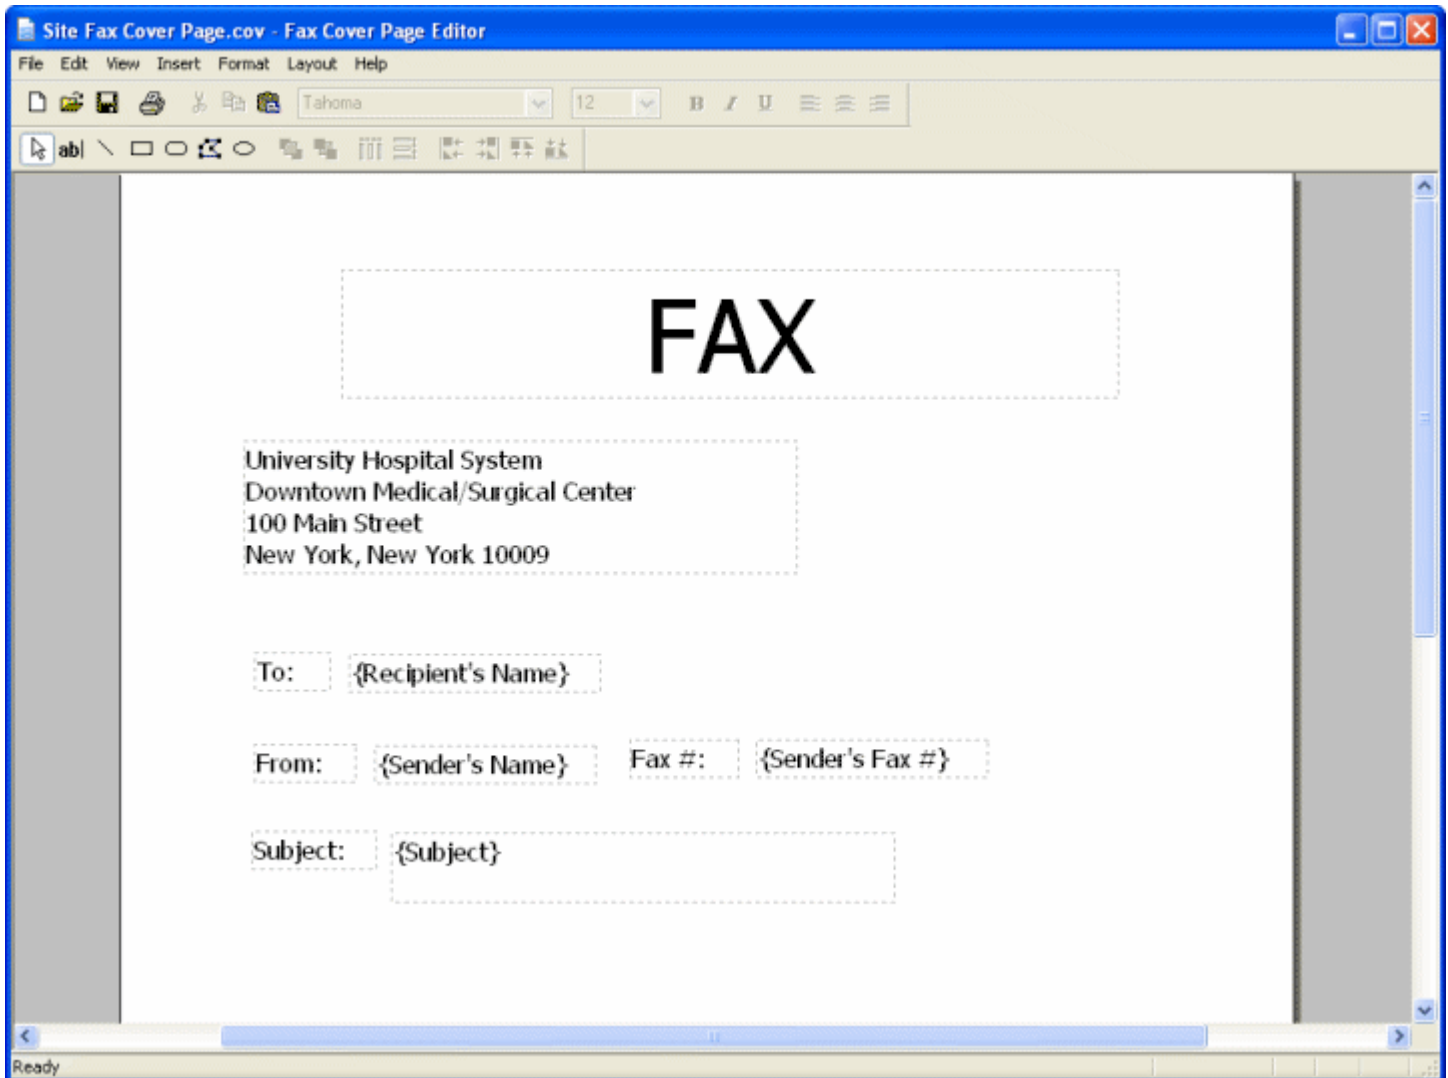 Site Fax Cover Page.cov - Fax Cover Page Editor
File Edit View Insert Format Layout Help
Tahoma 12 B I U
ab|
FAX
University Hospital System
Downtown Medical/Surgical Center
100 Main Street
New York, New York 10009
To: {Recipient's Name}
From: {Sender's Name} Fax #: {Sender's Fax #}
Subject: {Subject}
Ready